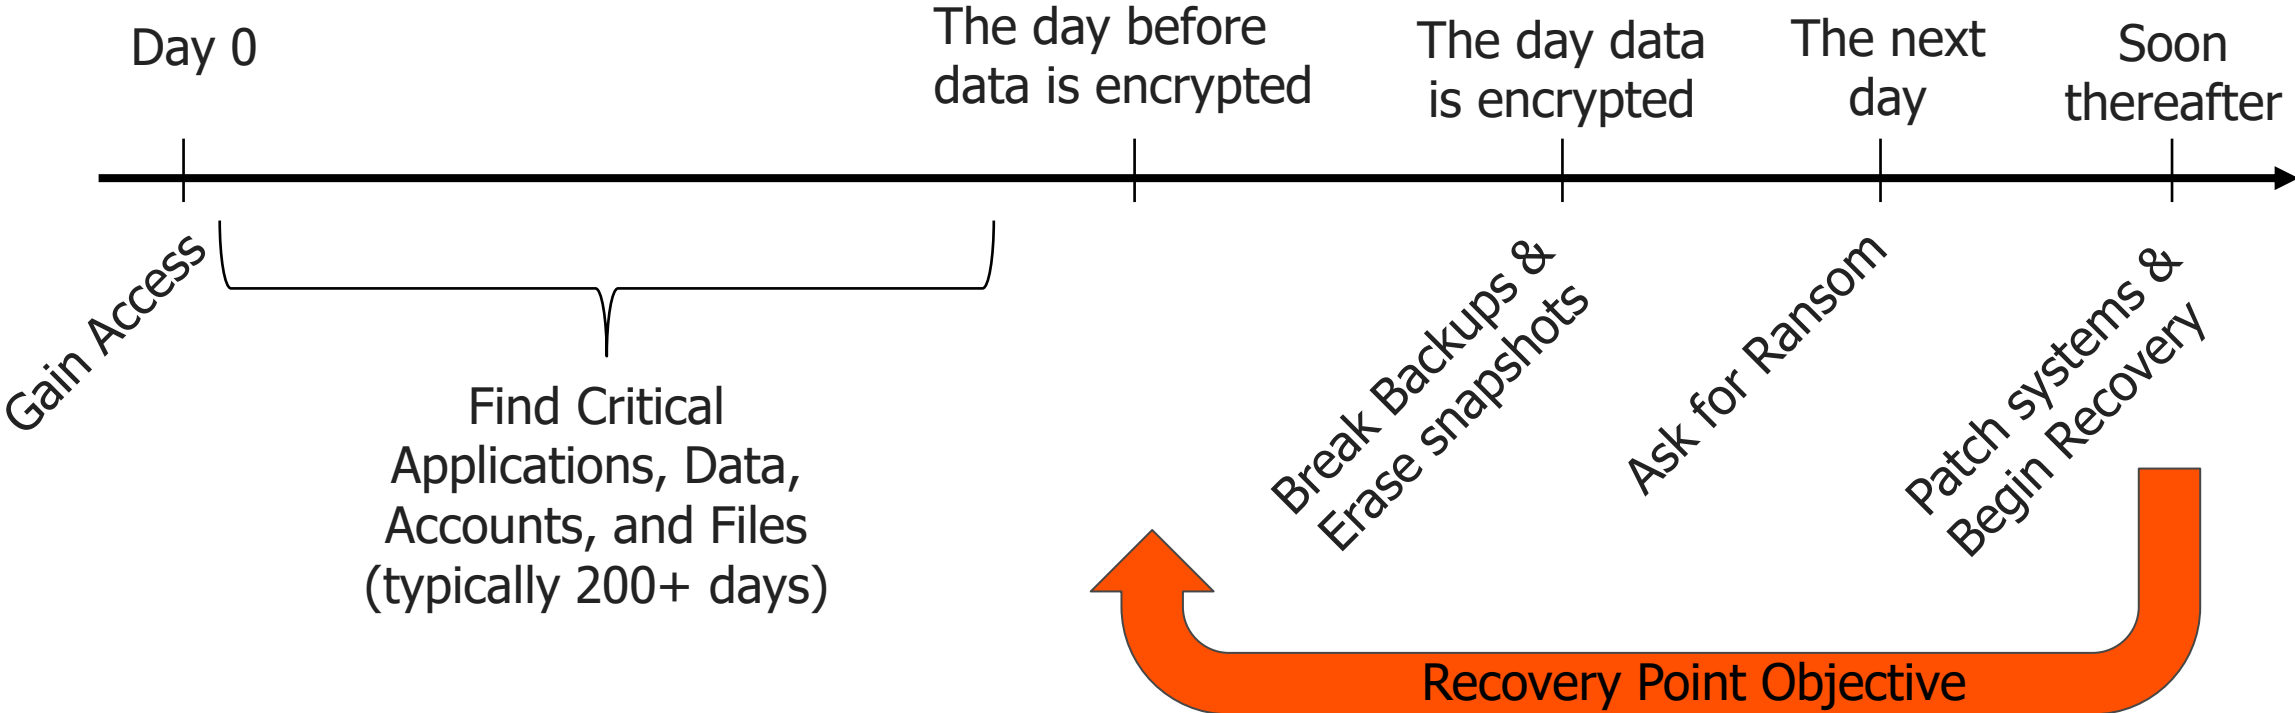 Day 0
The day before
data is encrypted
The day data
is encrypted
The next
day
Soon
thereafter
Gain Access
Find Critical
Applications, Data,
Accounts, and Files
(typically 200+ days)
Break Backups &
Erase snapshots
Ask for Ransom
Patch systems &
Begin Recovery
Recovery Point Objective